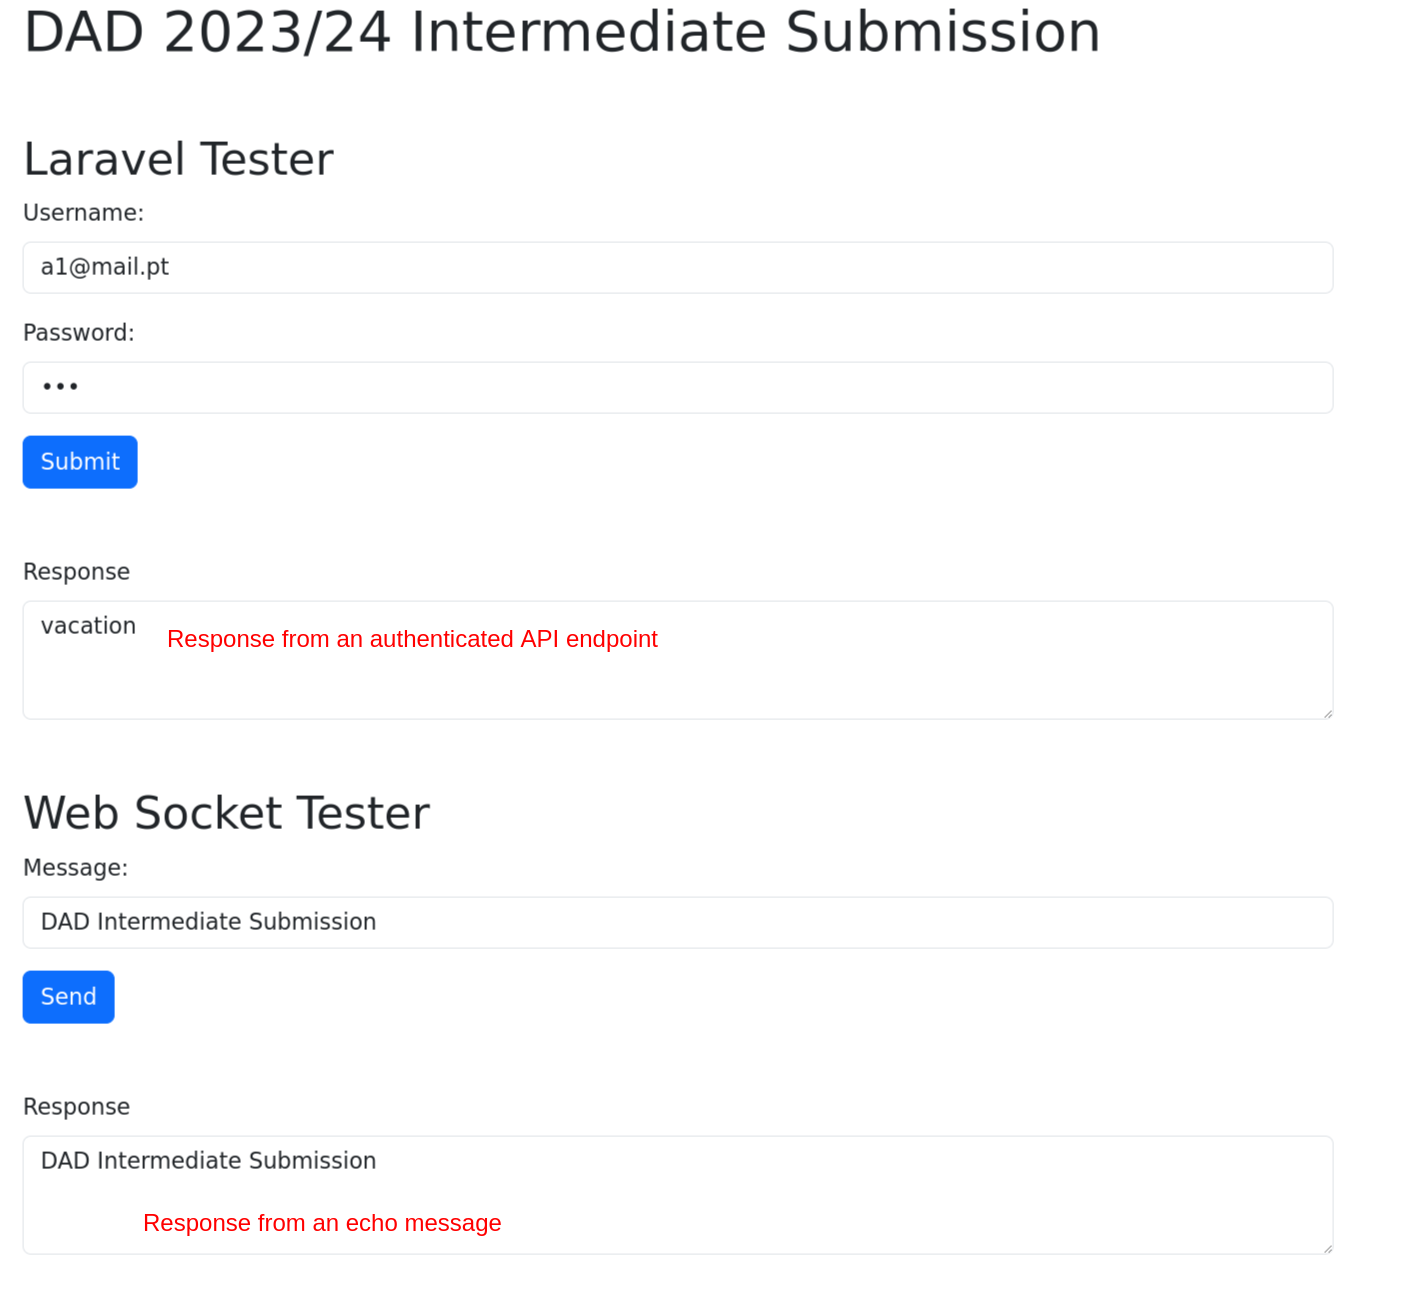 DAD 2023/24 Intermediate Submission
Laravel Tester
Username:
a1@mail.pt
Password:
•••
Submit
Response
vacation
Response from an authenticated API endpoint
Web Socket Tester
Message:
DAD Intermediate Submission
Send
Response
DAD Intermediate Submission
Response from an echo message